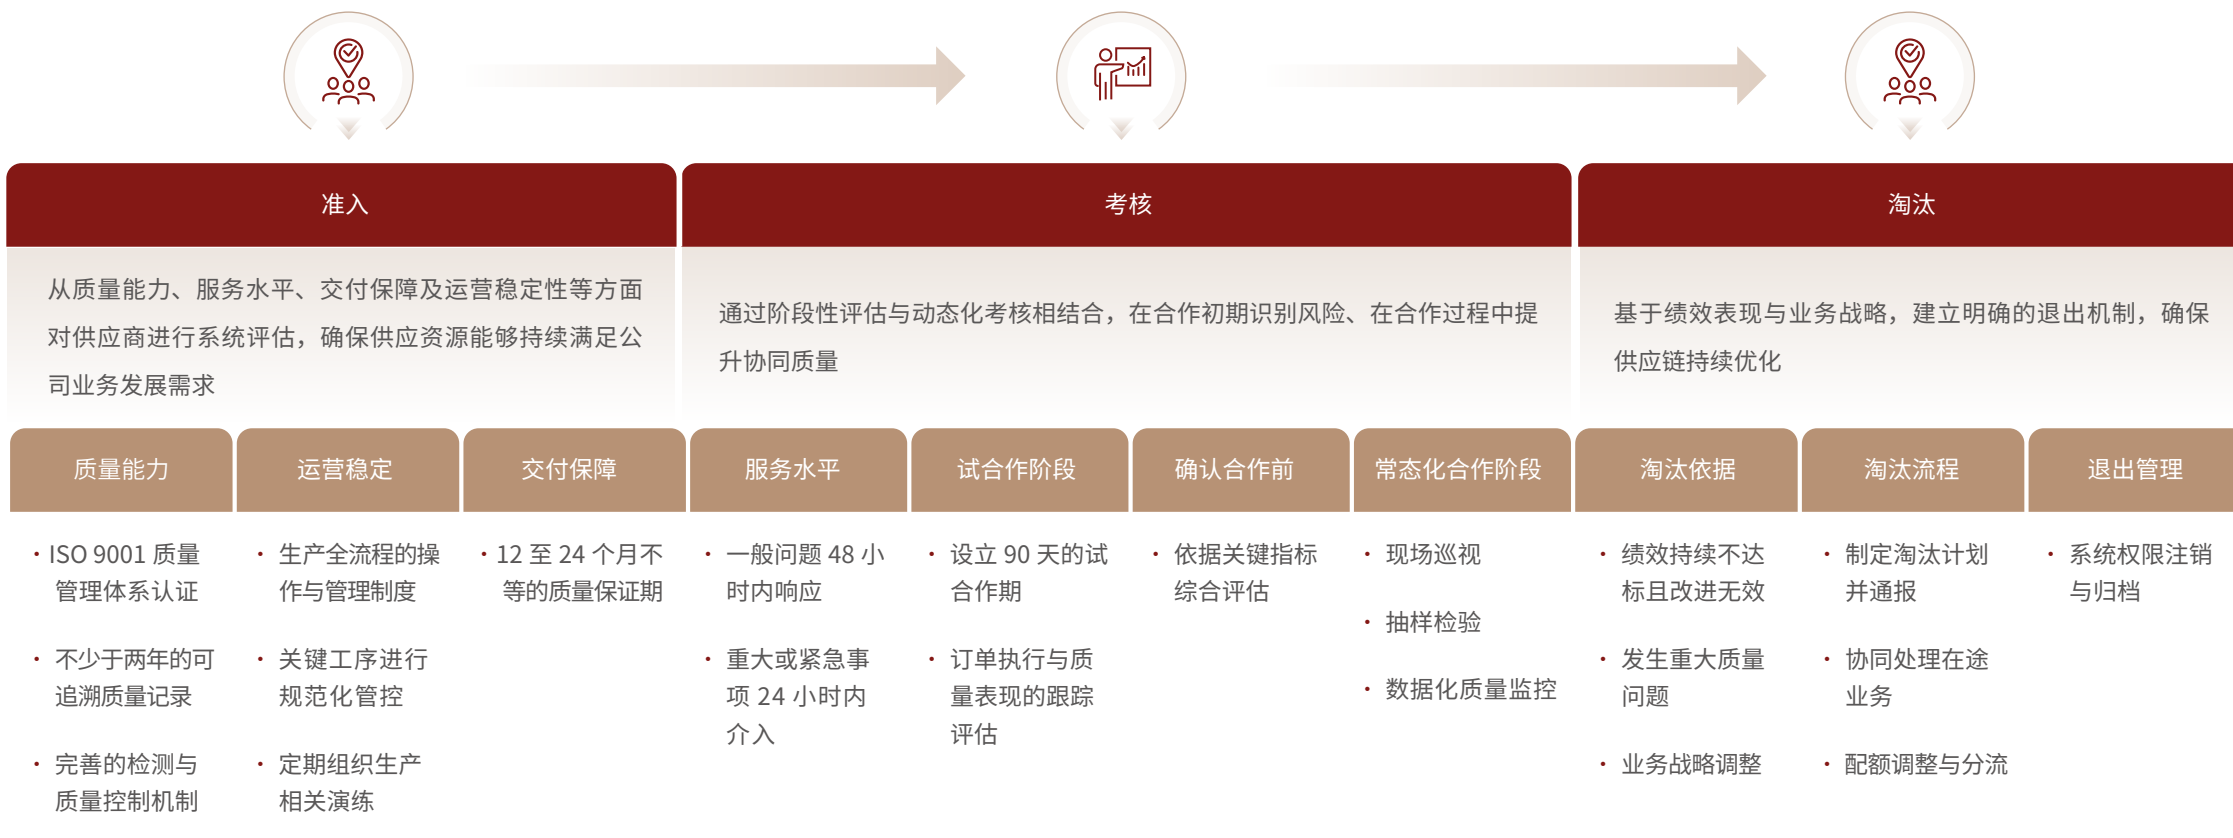 准入
考核
淘汰
从质量能力、服务水平、交付保障及运营稳定性等方面
对供应商进行系统评估，确保供应资源能够持续满足公
司业务发展需求
通过阶段性评估与动态化考核相结合，在合作初期识别风险、在合作过程中提
升协同质量
基于绩效表现与业务战略，建立明确的退出机制，确保
供应链持续优化
质量能力
运营稳定
交付保障
服务水平
试合作阶段
确认合作前
常态化合作阶段
淘汰依据
淘汰流程
退出管理
· ISO 9001 质量
管理体系认证
· 不少于两年的可
追溯质量记录
· 完善的检测与
质量控制机制
· 生产全流程的操
作与管理制度
· 关键工序进行
规范化管控
· 定期组织生产
相关演练
· 12 至 24 个月不
等的质量保证期
· 一般问题 48 小
时内响应
· 重大或紧急事
项 24 小时内
介入
· 设立 90 天的试
合作期
· 订单执行与质
量表现的跟踪
评估
· 依据关键指标
综合评估
· 现场巡视
· 抽样检验
· 数据化质量监控
· 绩效持续不达
标且改进无效
· 发生重大质量
问题
· 业务战略调整
· 制定淘汰计划
并通报
· 协同处理在途
业务
· 配额调整与分流
· 系统权限注销
与归档